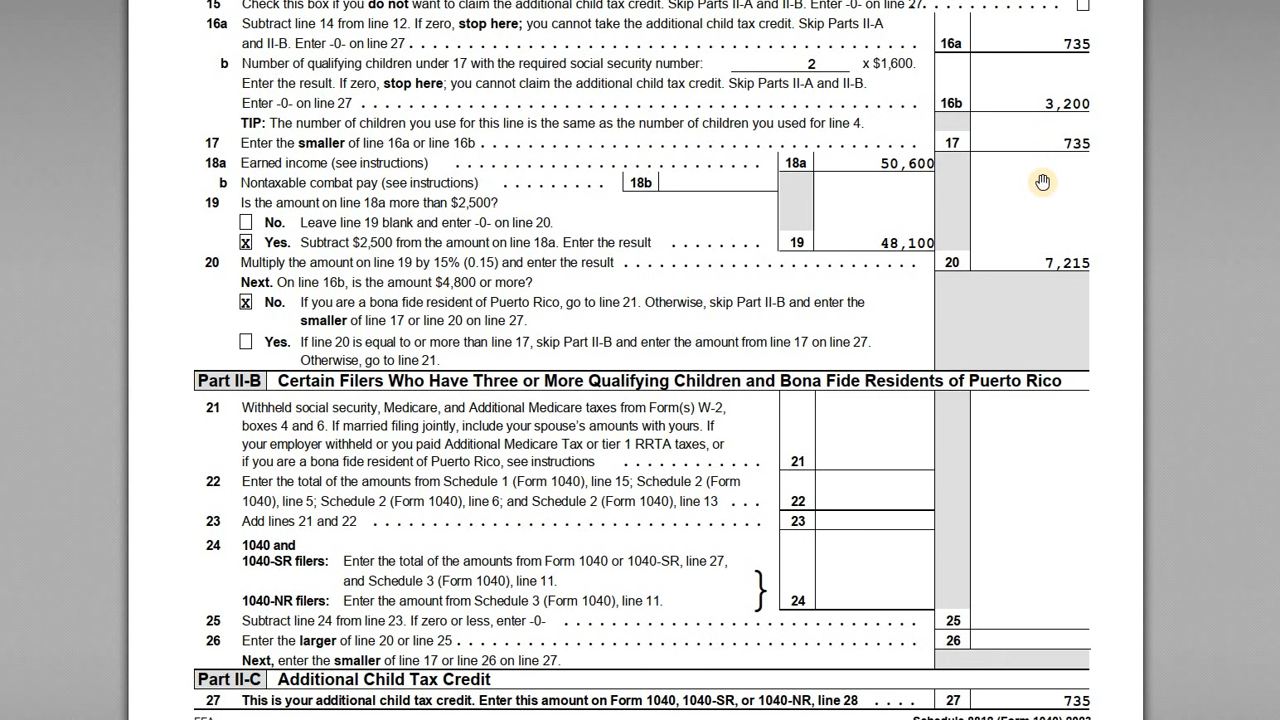 15 Check this box if you do not want to claim the additional child tax credit. Skip Parts II-A and II-B. Enter -0- on line 27. . . . . . . . . . . . . .
16a Subtract line 14 from line 12. If zero, stop here; you cannot take the additional child tax credit. Skip Parts II-A
and II-B. Enter -0- on line 27 . . . . . . . . . . . . . . . . . . . . . . . . . . . . . . . . . . . . . . . 16a 735
b Number of qualifying children under 17 with the required social security number: 2 x $1,600.
Enter the result. If zero, stop here; you cannot claim the additional child tax credit. Skip Parts II-A and II-B.
Enter -0- on line 27 . . . . . . . . . . . . . . . . . . . . . . . . . . . . . . . . . . . . . . . . . . . 16b 3,200
TIP: The number of children you use for this line is the same as the number of children you used for line 4.
17 Enter the smaller of line 16a or line 16b . . . . . . . . . . . . . . . . . . . . . . . . . . . . . . . . . 17 735
18a Earned income (see instructions) . . . . . . . . . . . . . . . . . . . . . . . . 18a 50,600
b Nontaxable combat pay (see instructions) . . . . . . . . 18b
19 Is the amount on line 18a more than $2,500?
No. Leave line 19 blank and enter -0- on line 20.
X Yes. Subtract $2,500 from the amount on line 18a. Enter the result . . . . . . . 19 48,100
20 Multiply the amount on line 19 by 15% (0.15) and enter the result . . . . . . . . . . . . . . . . . . . . . . 20 7,215
Next. On line 16b, is the amount $4,800 or more?
X No. If you are a bona fide resident of Puerto Rico, go to line 21. Otherwise, skip Part II-B and enter the
smaller of line 17 or line 20 on line 27.
Yes. If line 20 is equal to or more than line 17, skip Part II-B and enter the amount from line 17 on line 27.
Otherwise, go to line 21.
Part II-B Certain Filers Who Have Three or More Qualifying Children and Bona Fide Residents of Puerto Rico
21 Withheld social security, Medicare, and Additional Medicare taxes from Form(s) W-2,
boxes 4 and 6. If married filing jointly, include your spouse's amounts with yours. If
your employer withheld or you paid Additional Medicare Tax or tier 1 RRTA taxes, or
if you are a bona fide resident of Puerto Rico, see instructions . . . . . . . . . . . 21
22 Enter the total of the amounts from Schedule 1 (Form 1040), line 15; Schedule 2 (Form
1040), line 5; Schedule 2 (Form 1040), line 6; and Schedule 2 (Form 1040), line 13 . . . 22
23 Add lines 21 and 22 . . . . . . . . . . . . . . . . . . . . . . . . . . . . . . 23
24 1040 and
1040-SR filers: Enter the total of the amounts from Form 1040 or 1040-SR, line 27,
and Schedule 3 (Form 1040), line 11.
1040-NR filers: Enter the amount from Schedule 3 (Form 1040), line 11. } 24
25 Subtract line 24 from line 23. If zero or less, enter -0- . . . . . . . . . . . . . . . . . . . . . . . . . . . 25
26 Enter the larger of line 20 or line 25 . . . . . . . . . . . . . . . . . . . . . . . . . . . . . . . . . . . 26
Next, enter the smaller of line 17 or line 26 on line 27.
Part II-C Additional Child Tax Credit
27 This is your additional child tax credit. Enter this amount on Form 1040, 1040-SR, or 1040-NR, line 28 . . . . 27 735
EEA Schedule 8812 (Form 1040) 2023